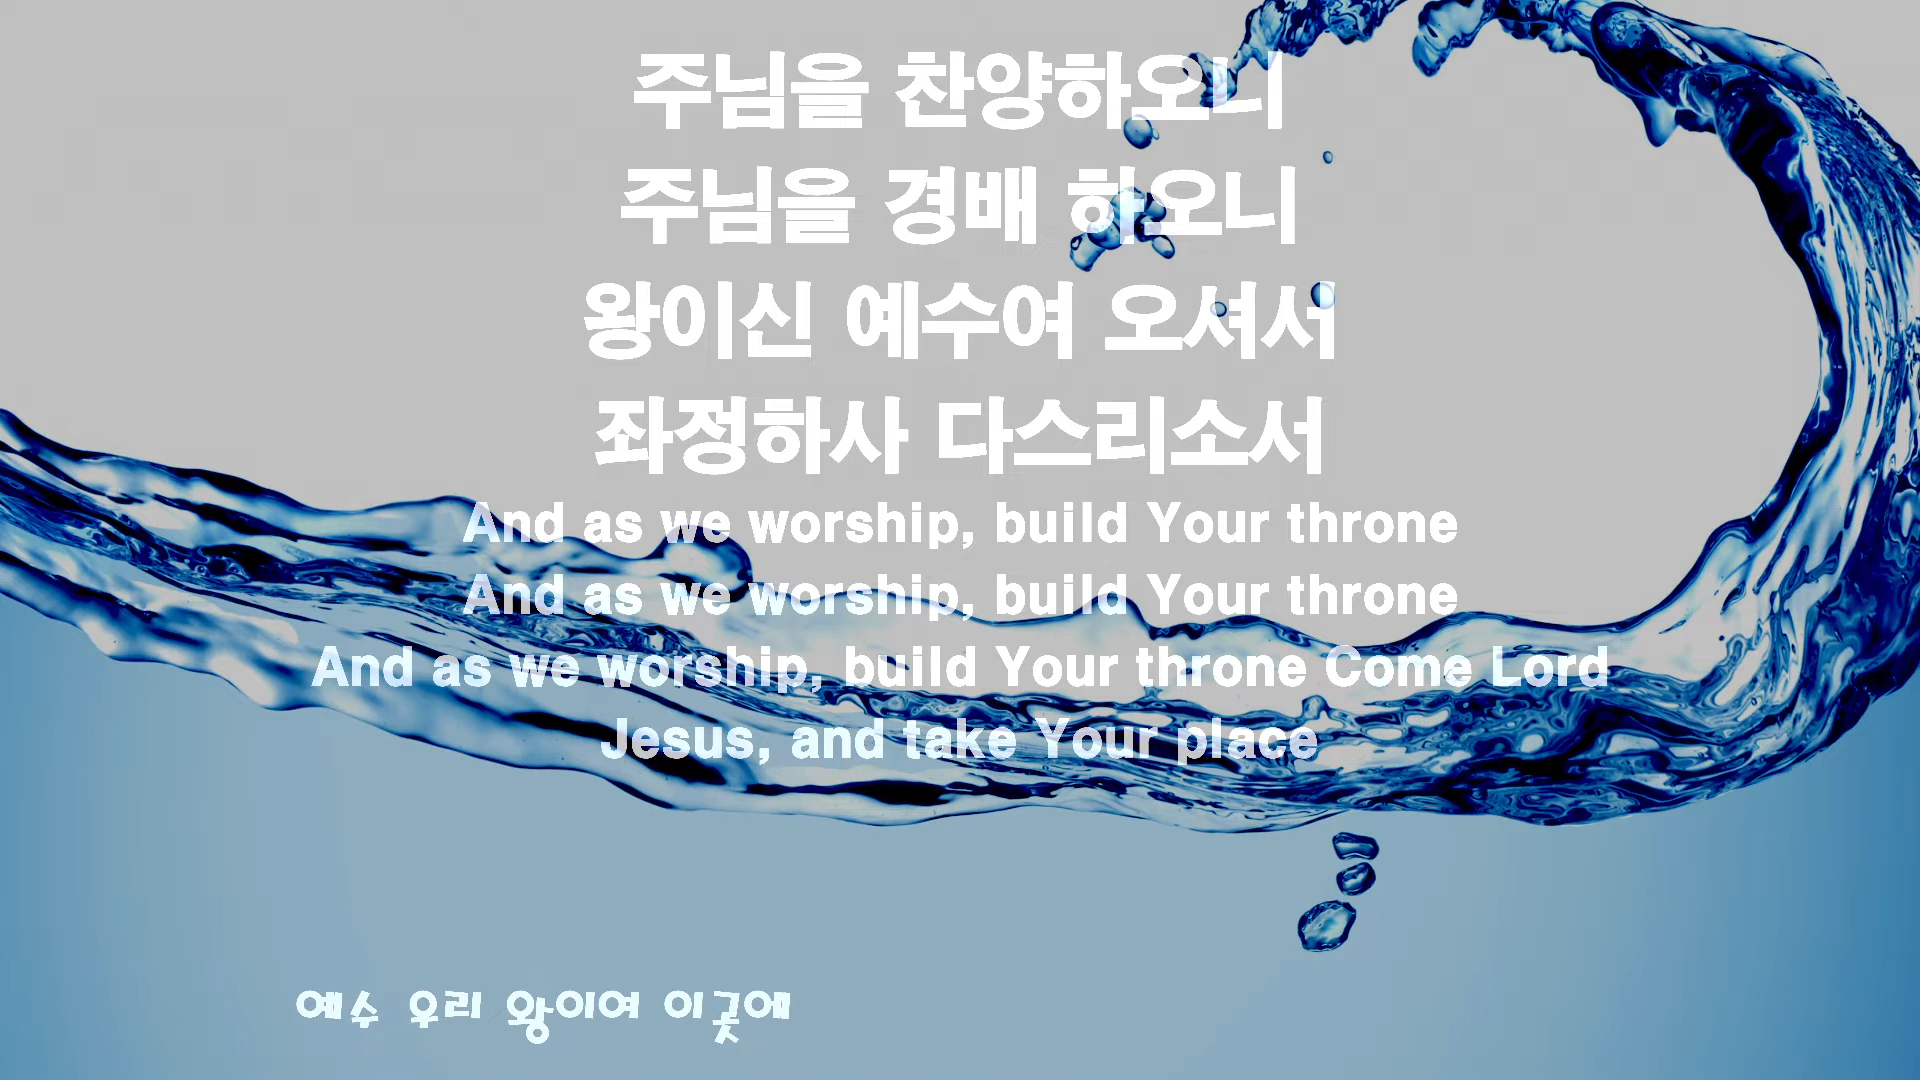 주님을 찬양하오니
주님을 경배 하오니
왕이신 예수여 오셔서
좌정하사 다스리소서
And as we worship, build Your throne
And as we worship, build Your throne
And as we worship, build Your throne Come Lord
Jesus, and take Your place
예수 우리 왕이여 이곳에